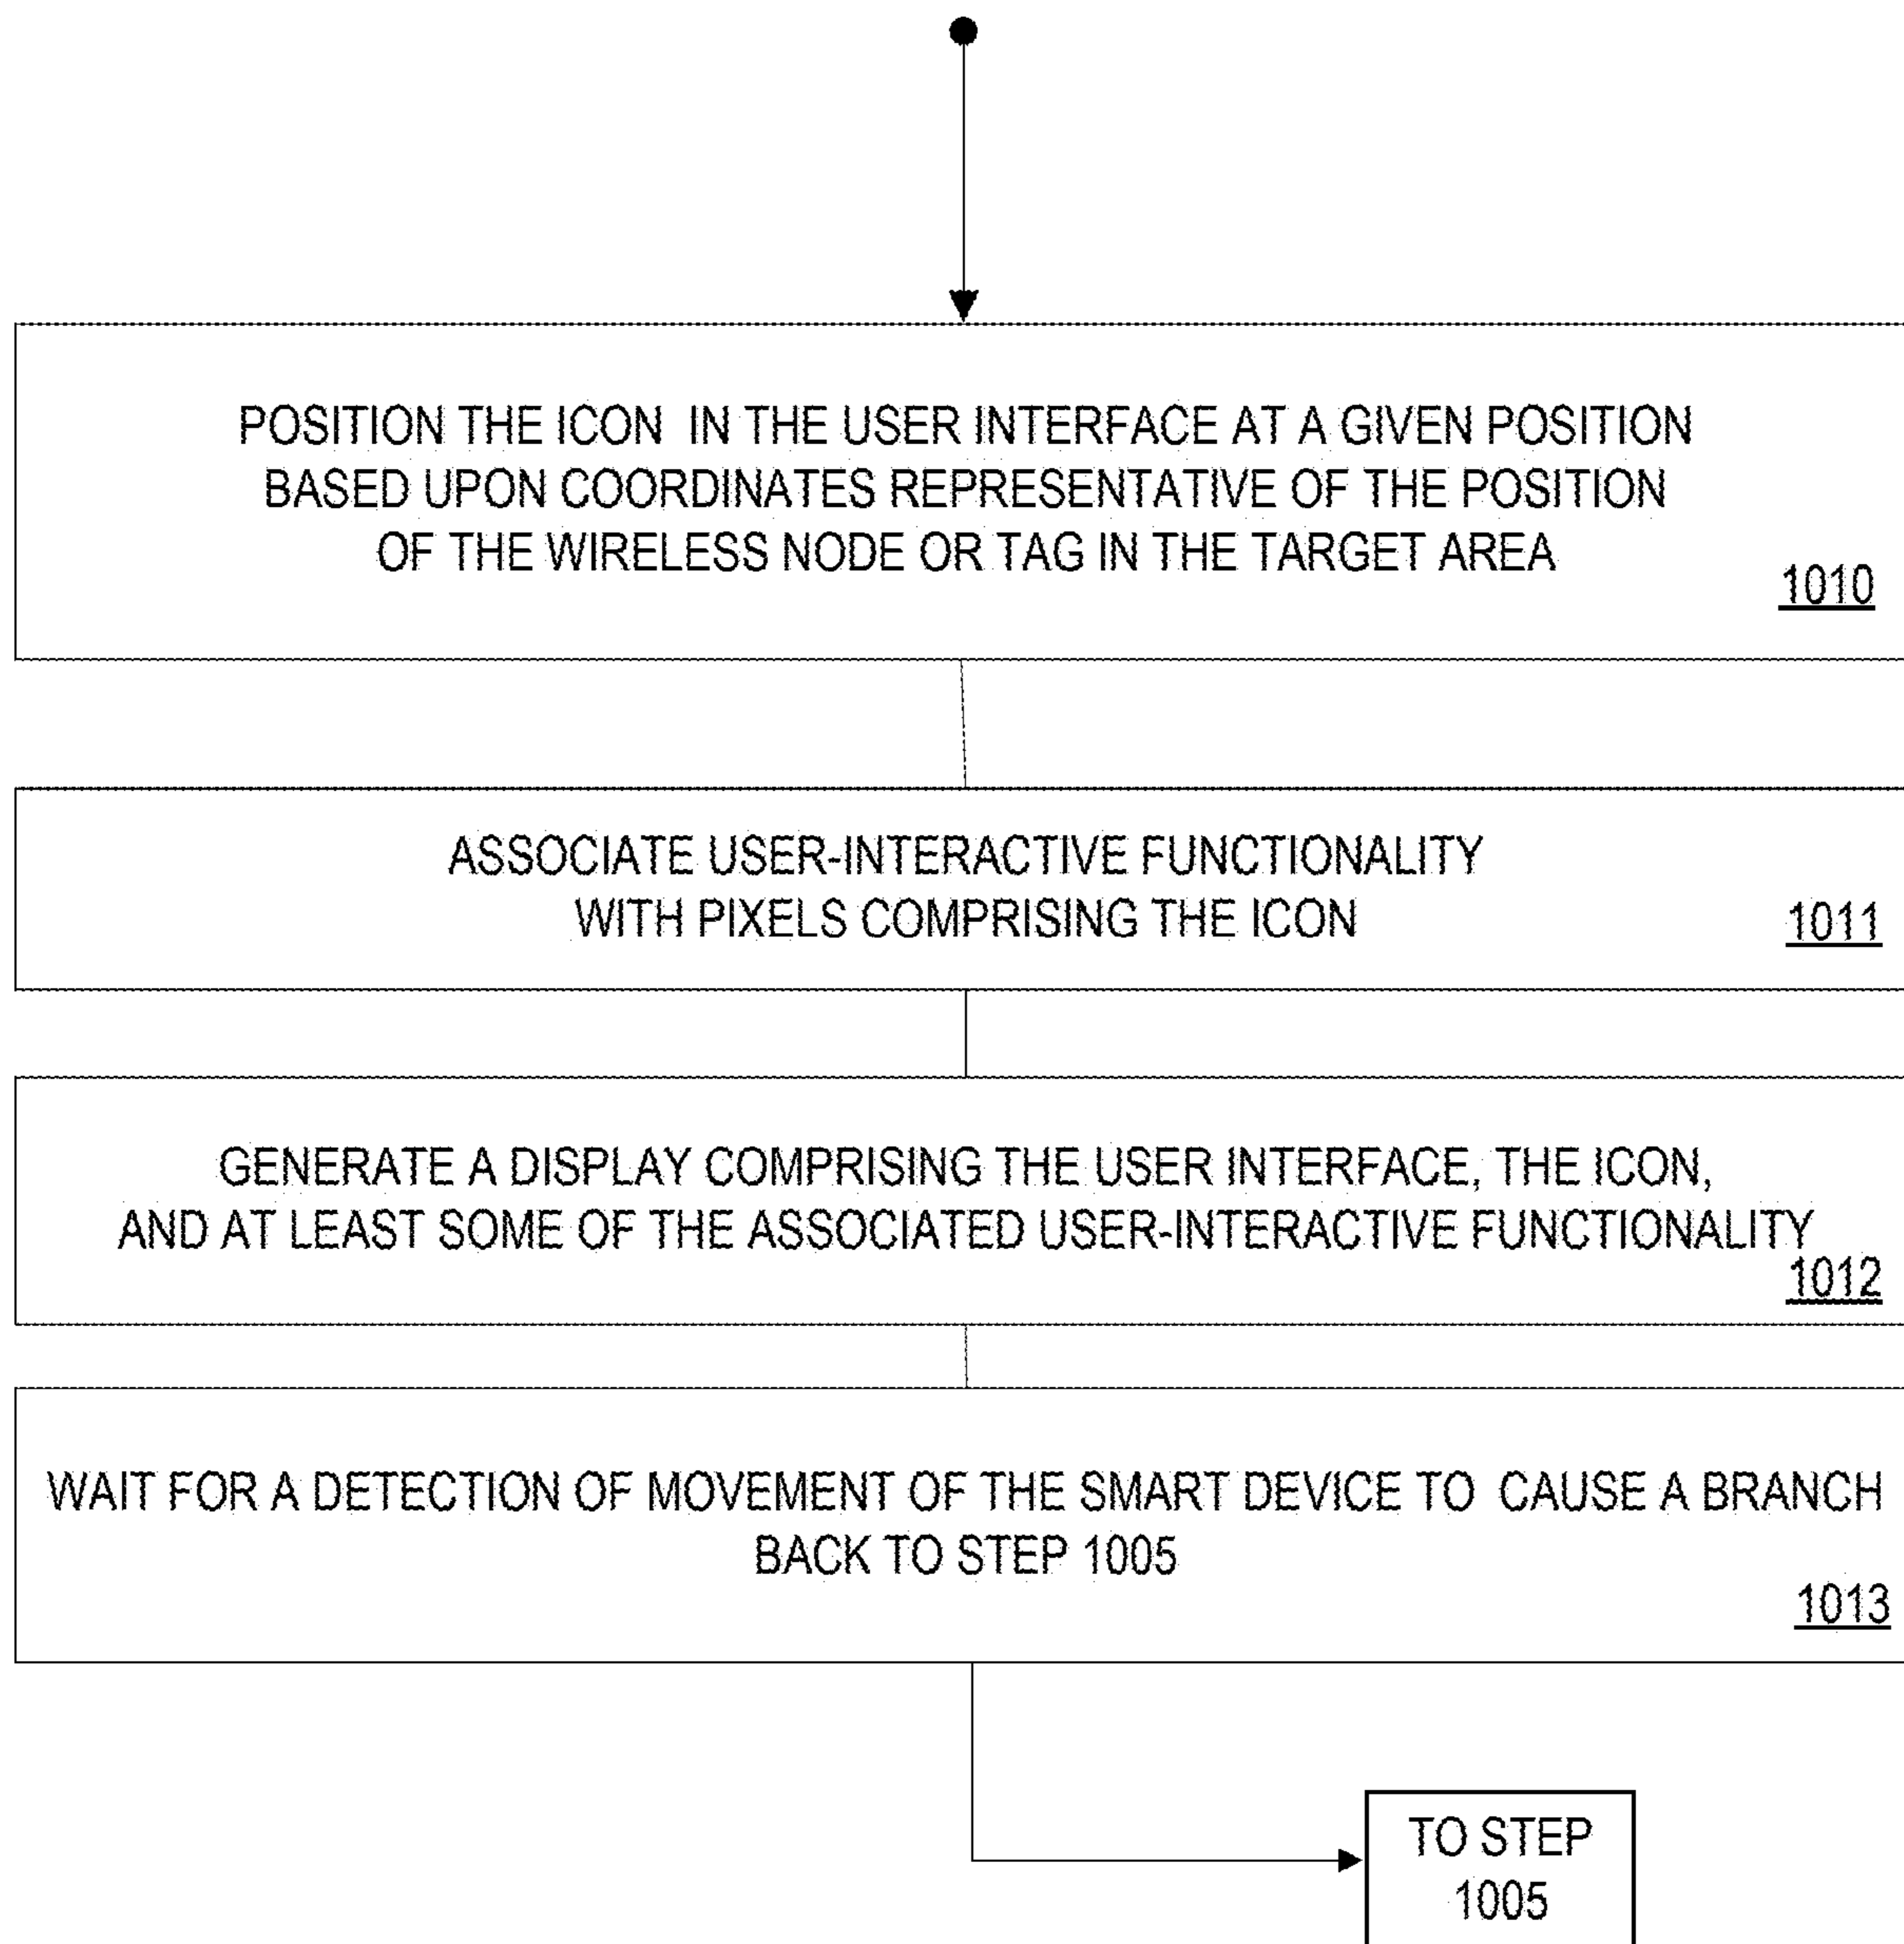 POSITION THE ICON IN THE USER INTERFACE AT A GIVEN POSITION
BASED UPON COORDINATES REPRESENTATIVE OF THE POSITION
OF THE WIRELESS NODE OR TAG IN THE TARGET AREA
1010
ASSOCIATE USER-INTERACTIVE FUNCTIONALITY
WITH PIXELS COMPRISING THE ICON
1011
GENERATE A DISPLAY COMPRISING THE USER INTERFACE, THE ICON,
AND AT LEAST SOME OF THE ASSOCIATED USER-INTERACTIVE FUNCTIONALITY
1012
WAIT FOR A DETECTION OF MOVEMENT OF THE SMART DEVICE TO CAUSE A BRANCH
BACK TO STEP 1005
1013
TO STEP
1005